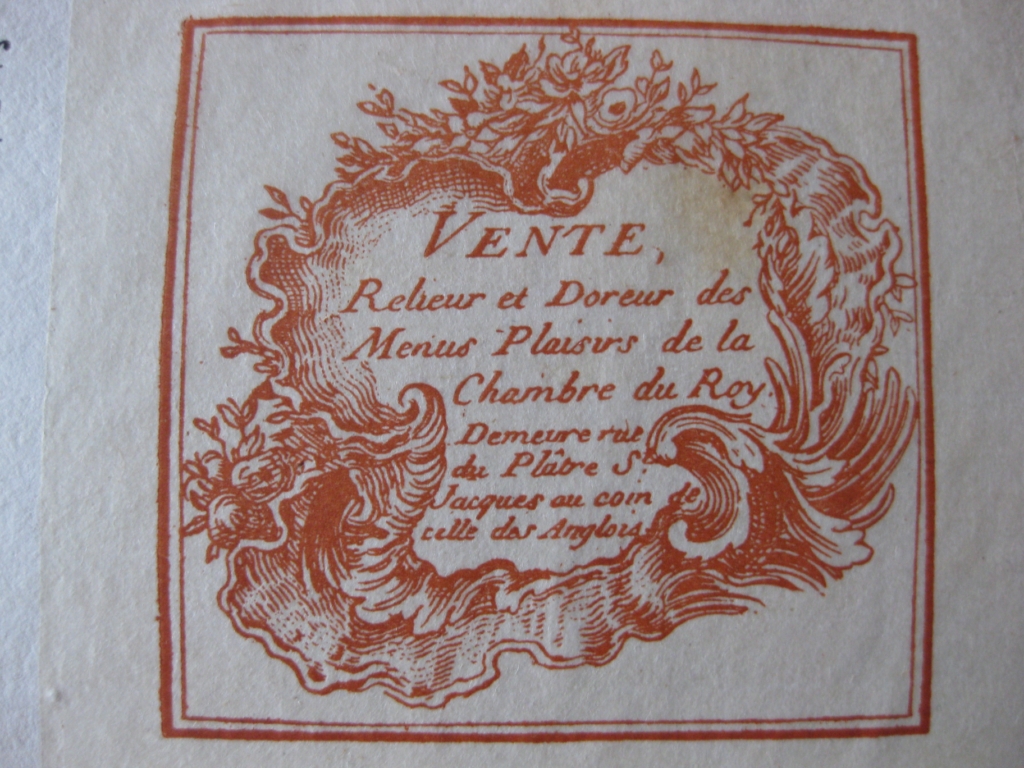 VENTE,
Relieur et Doreur des
Menus Plaisirs de la
Chambre du Roy.
Demeure rue
du Plâtre St.
Jacques au coin de
celle des Anglois.